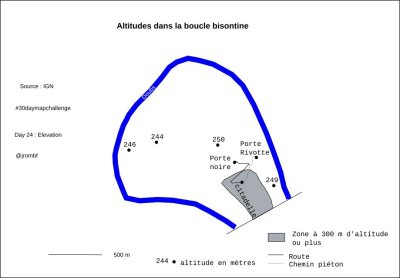 Altitudes dans la boucle bisontine
Source : IGN
#30daymapchallenge
Day 24 : Elevation
@jrombf
Doubs
246
244
250
Porte
Rivotte
Porte
noire
249
citadelle
Zone à 300 m d'altitude
ou plus
500 m
244
altitude en mètres
Route
Chemin piéton